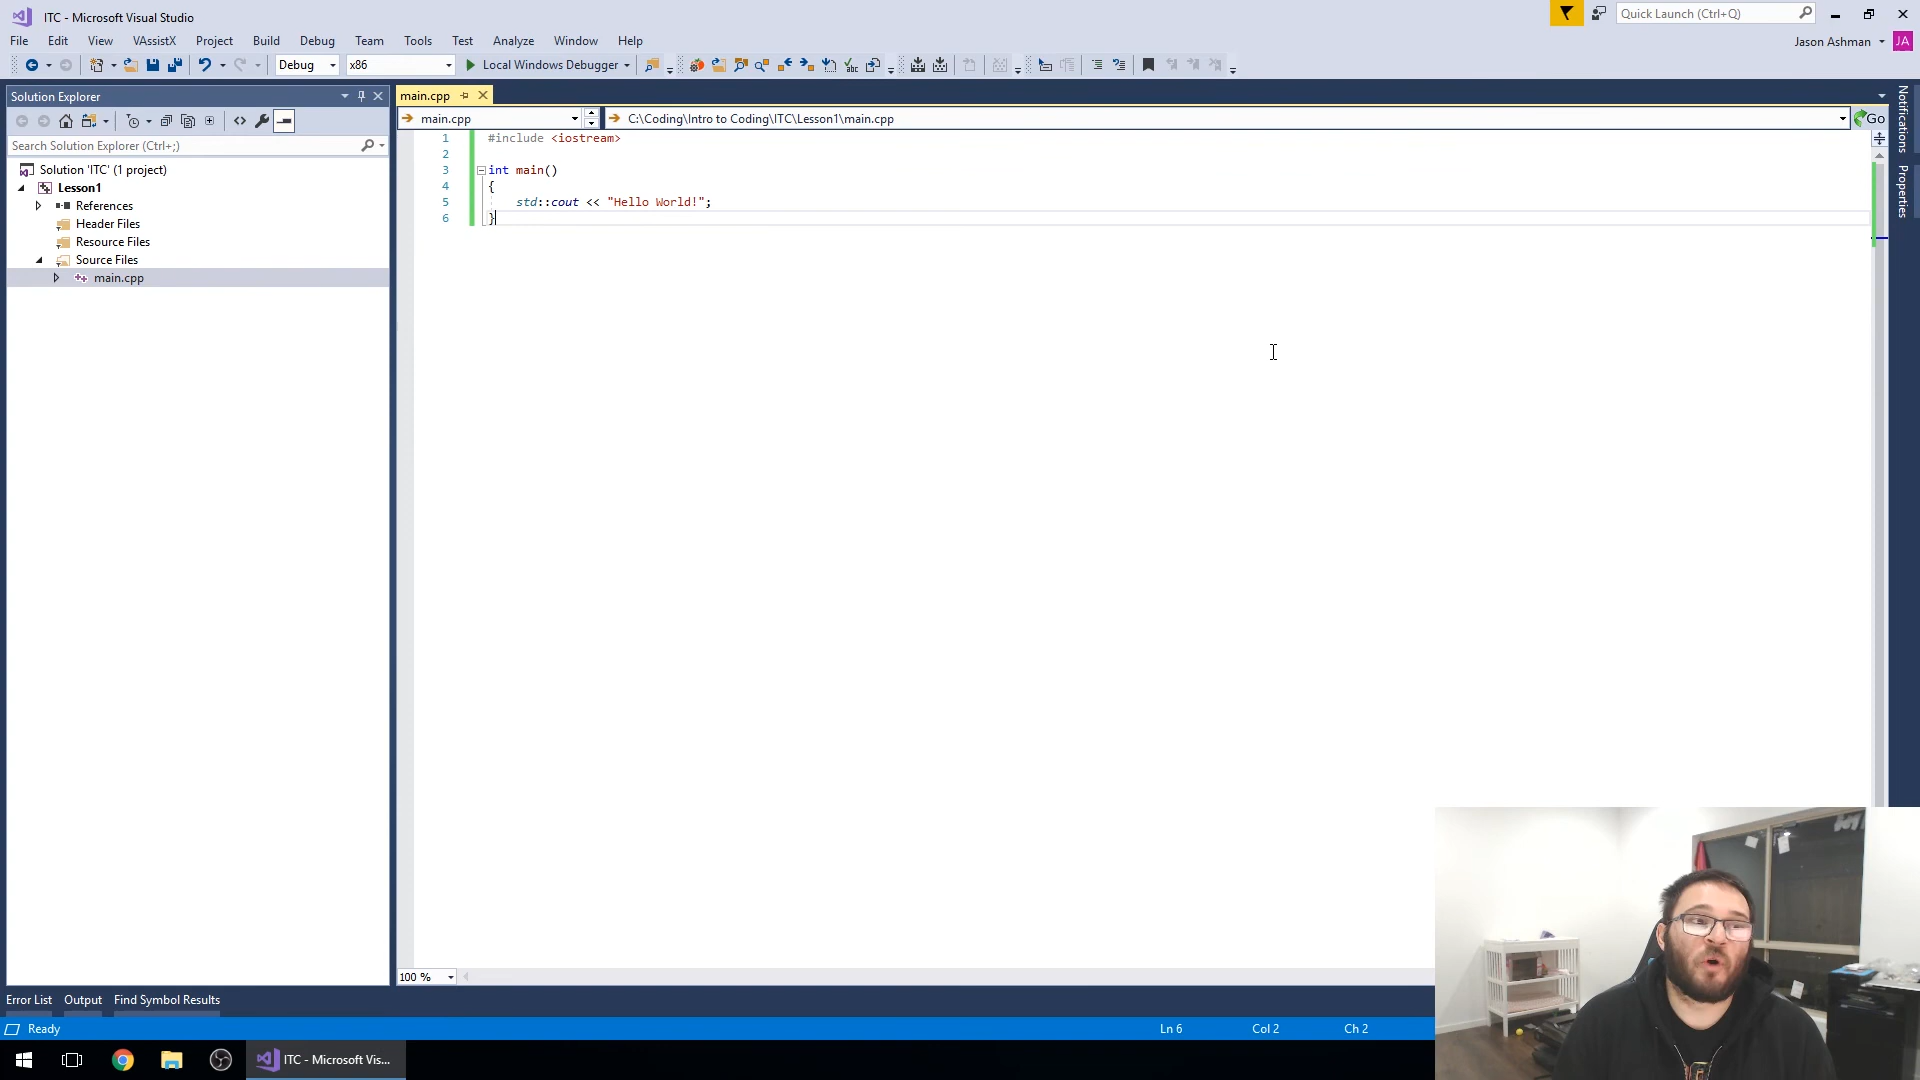 ITC - Microsoft Visual Studio
Quick Launch (Ctrl+Q)
File Edit View VAssistX Project Build Debug Team Tools Test Analyze Window Help
Jason Ashman JA
Debug x86 Local Windows Debugger
Solution Explorer
main.cpp
main.cpp
C:\Coding\Intro to Coding\ITC\Lesson1\main.cpp
Go
Search Solution Explorer (Ctrl+;)
Solution 'ITC' (1 project)
Lesson1
References
Header Files
Resource Files
Source Files
main.cpp
1 #include <iostream>
2
3 int main()
4 {
5 std::cout << "Hello World!";
6 }
Notifications
Properties
100 %
Error List Output Find Symbol Results
Ready
Ln 6 Col 2 Ch 2
ITC - Microsoft Vis...